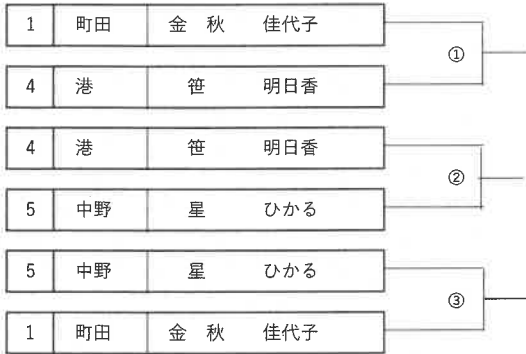 1 町田 金 秋 佳代子
①
4 港 笹 明日香
4 港 笹 明日香
②
5 中野 星 ひかる
5 中野 星 ひかる
③
1 町田 金 秋 佳代子